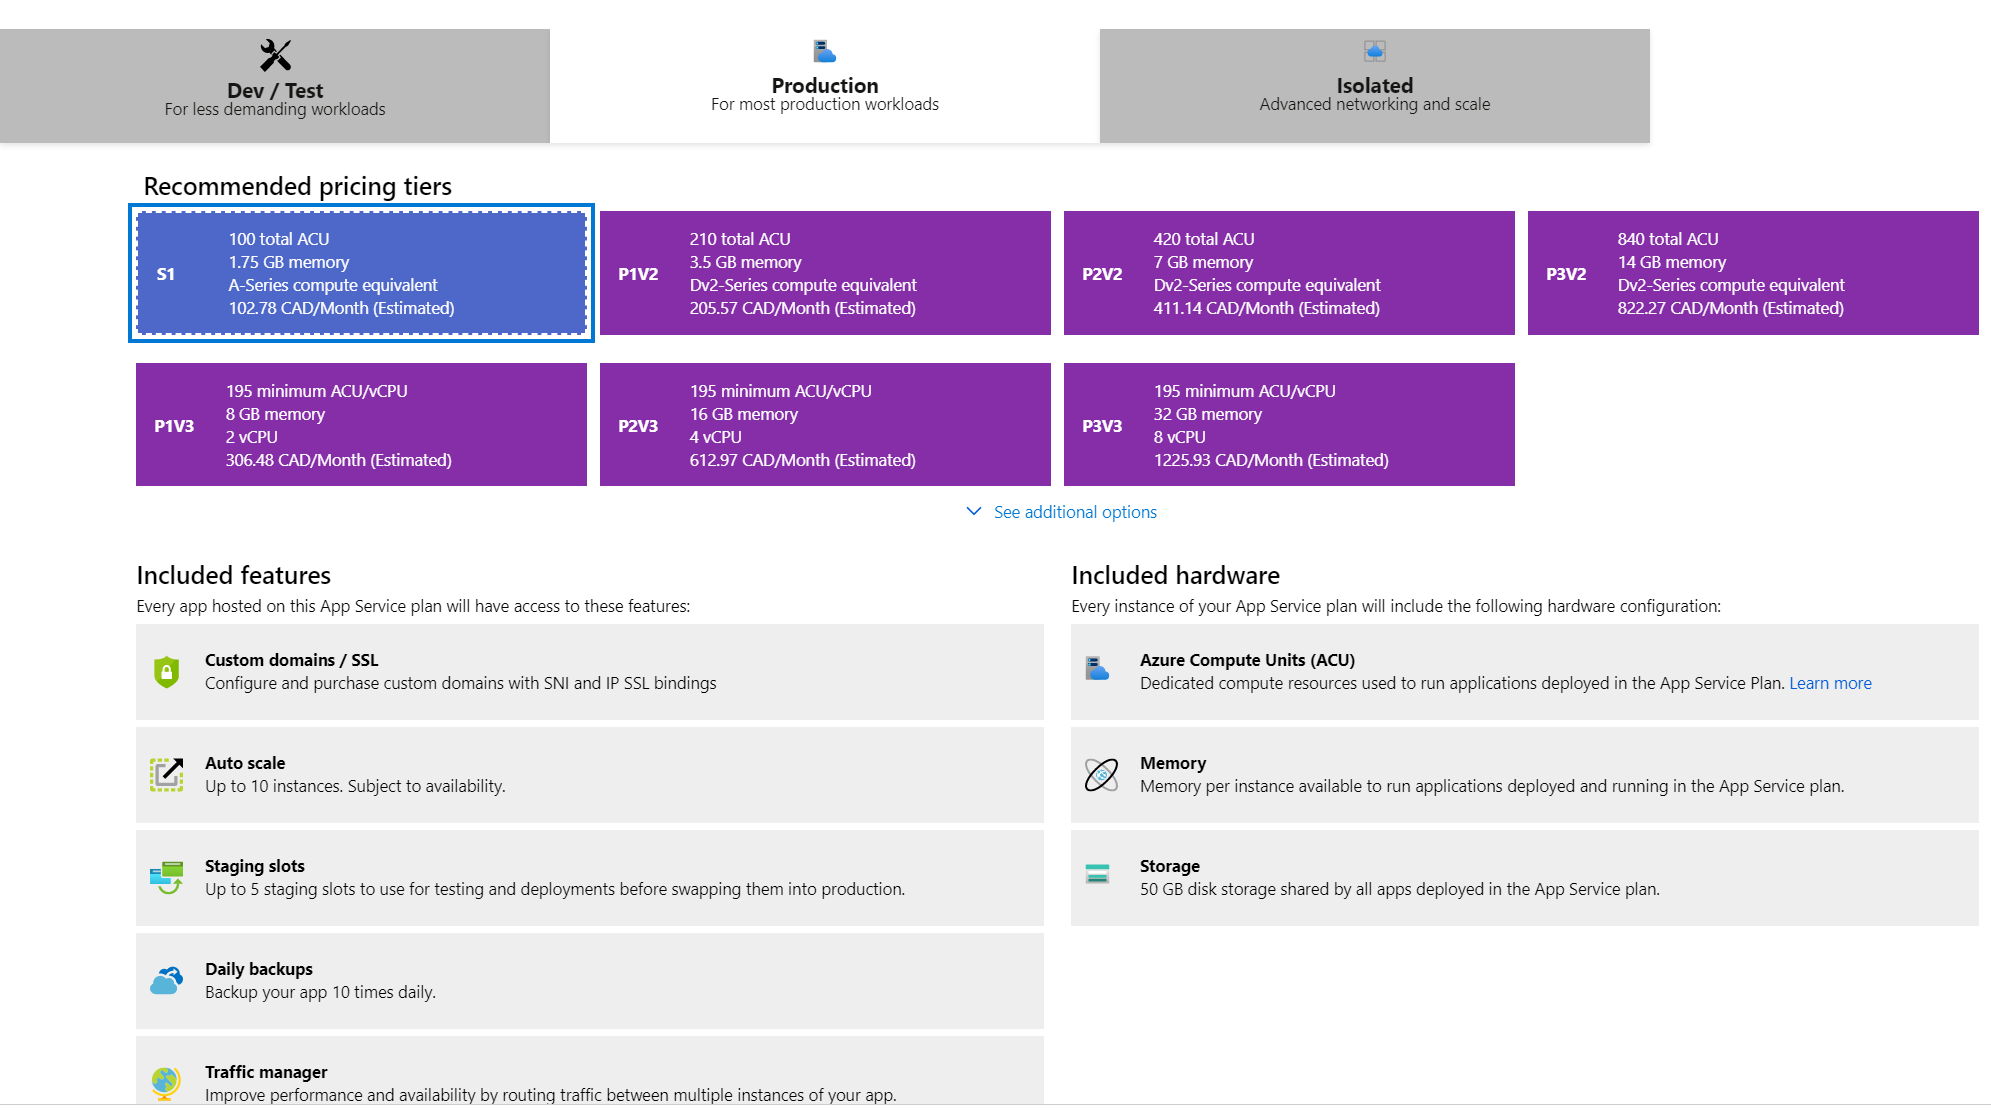 Dev / Test
For less demanding workloads
Production
For most production workloads
Isolated
Advanced networking and scale
Recommended pricing tiers
S1
100 total ACU
1.75 GB memory
A-Series compute equivalent
102.78 CAD/Month (Estimated)
P1V2
210 total ACU
3.5 GB memory
Dv2-Series compute equivalent
205.57 CAD/Month (Estimated)
P2V2
420 total ACU
7 GB memory
Dv2-Series compute equivalent
411.14 CAD/Month (Estimated)
P3V2
840 total ACU
14 GB memory
Dv2-Series compute equivalent
822.27 CAD/Month (Estimated)
P1V3
195 minimum ACU/vCPU
8 GB memory
2 vCPU
306.48 CAD/Month (Estimated)
P2V3
195 minimum ACU/vCPU
16 GB memory
4 vCPU
612.97 CAD/Month (Estimated)
P3V3
195 minimum ACU/vCPU
32 GB memory
8 vCPU
1225.93 CAD/Month (Estimated)
See additional options
Included features
Every app hosted on this App Service plan will have access to these features:
Custom domains / SSL
Configure and purchase custom domains with SNI and IP SSL bindings
Auto scale
Up to 10 instances. Subject to availability.
Staging slots
Up to 5 staging slots to use for testing and deployments before swapping them into production.
Daily backups
Backup your app 10 times daily.
Traffic manager
Improve performance and availability by routing traffic between multiple instances of your app.
Included hardware
Every instance of your App Service plan will include the following hardware configuration:
Azure Compute Units (ACU)
Dedicated compute resources used to run applications deployed in the App Service Plan. Learn more
Memory
Memory per instance available to run applications deployed and running in the App Service plan.
Storage
50 GB disk storage shared by all apps deployed in the App Service plan.